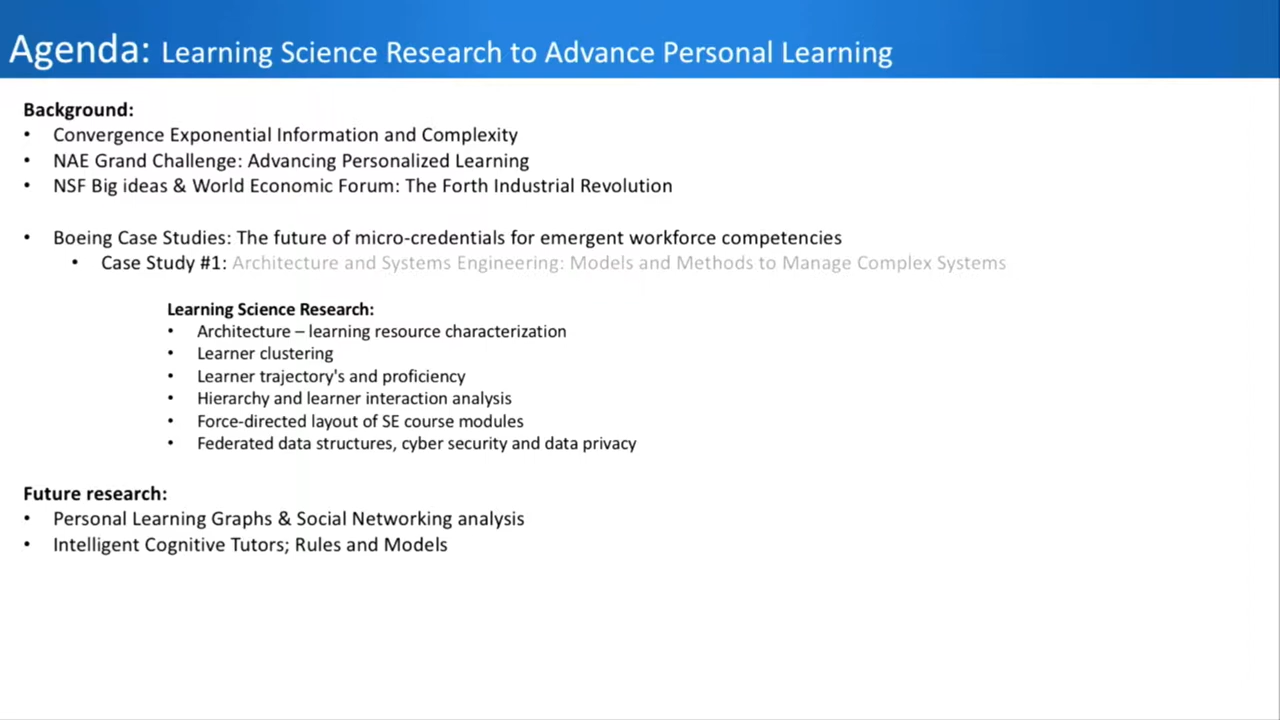 Agenda: Learning Science Research to Advance Personal Learning
Background:
• Convergence Exponential Information and Complexity
• NAE Grand Challenge: Advancing Personalized Learning
• NSF Big ideas & World Economic Forum: The Forth Industrial Revolution
• Boeing Case Studies: The future of micro-credentials for emergent workforce competencies
• Case Study #1: Architecture and Systems Engineering: Models and Methods to Manage Complex Systems
Learning Science Research:
• Architecture – learning resource characterization
• Learner clustering
• Learner trajectory's and proficiency
• Hierarchy and learner interaction analysis
• Force-directed layout of SE course modules
• Federated data structures, cyber security and data privacy
Future research:
• Personal Learning Graphs & Social Networking analysis
• Intelligent Cognitive Tutors; Rules and Models